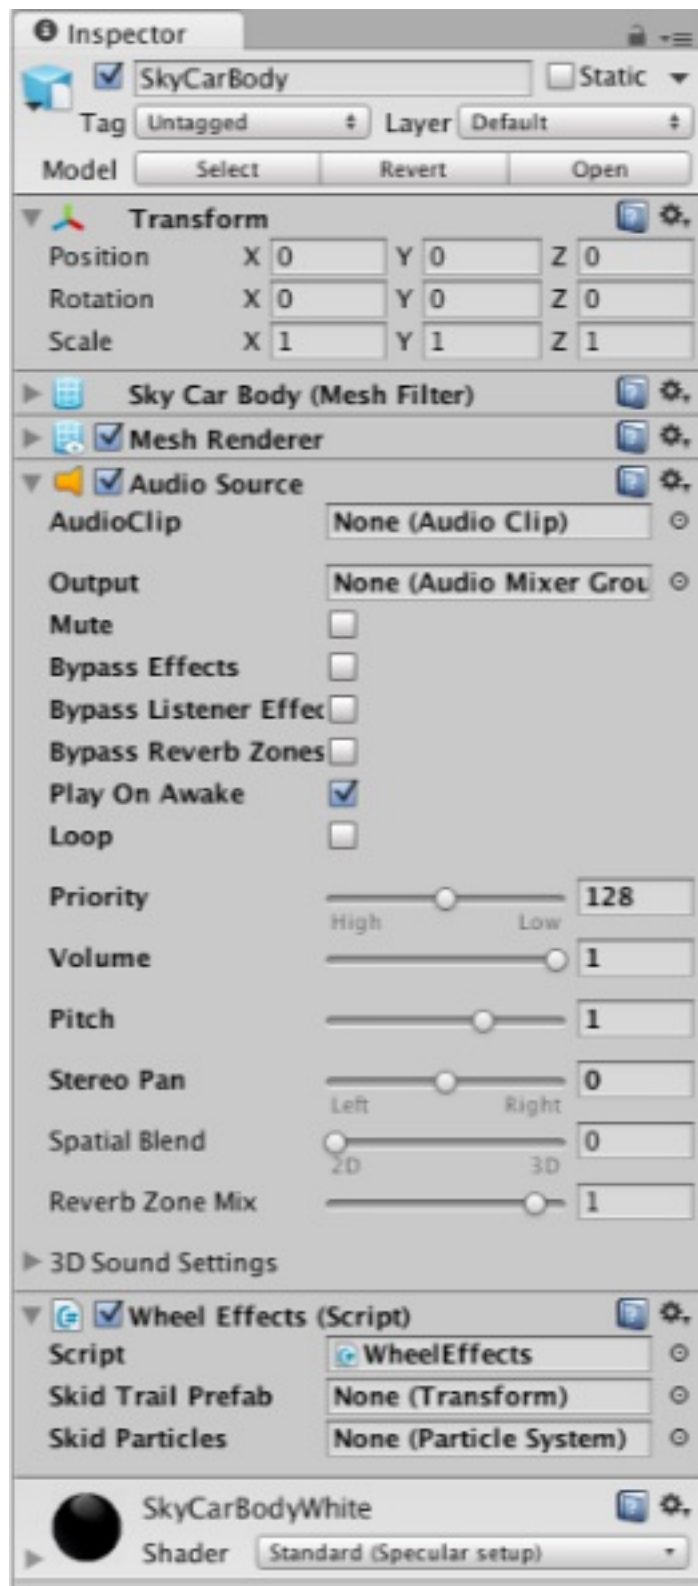 Inspector
SkyCarBody Static
Tag Untagged Layer Default
Model Select Revert Open
Transform
Position X 0 Y 0 Z 0
Rotation X 0 Y 0 Z 0
Scale X 1 Y 1 Z 1
Sky Car Body (Mesh Filter)
Mesh Renderer
Audio Source
AudioClip None (Audio Clip)
Output None (Audio Mixer Grou
Mute
Bypass Effects
Bypass Listener Effec
Bypass Reverb Zones
Play On Awake
Loop
Priority 128
High Low
Volume 1
Pitch 1
Stereo Pan 0
Left Right
Spatial Blend 0
2D 3D
Reverb Zone Mix 1
3D Sound Settings
Wheel Effects (Script)
Script WheelEffects
Skid Trail Prefab None (Transform)
Skid Particles None (Particle System)
SkyCarBodyWhite
Shader Standard (Specular setup)